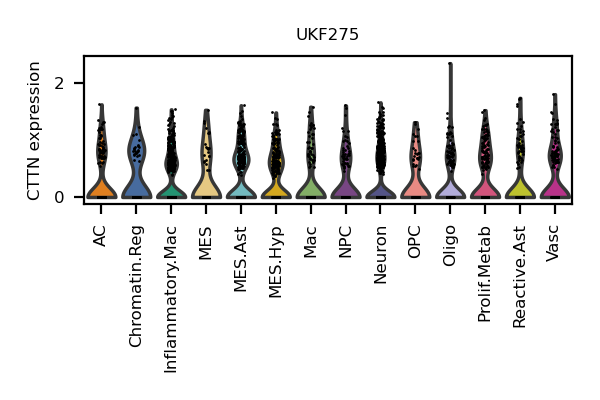 UKF275
CTTN expression
2
0
AC
Chromatin.Reg
Inflammatory.Mac
MES
MES.Ast
MES.Hyp
Mac
NPC
Neuron
OPC
Oligo
Prolif.Metab
Reactive.Ast
Vasc